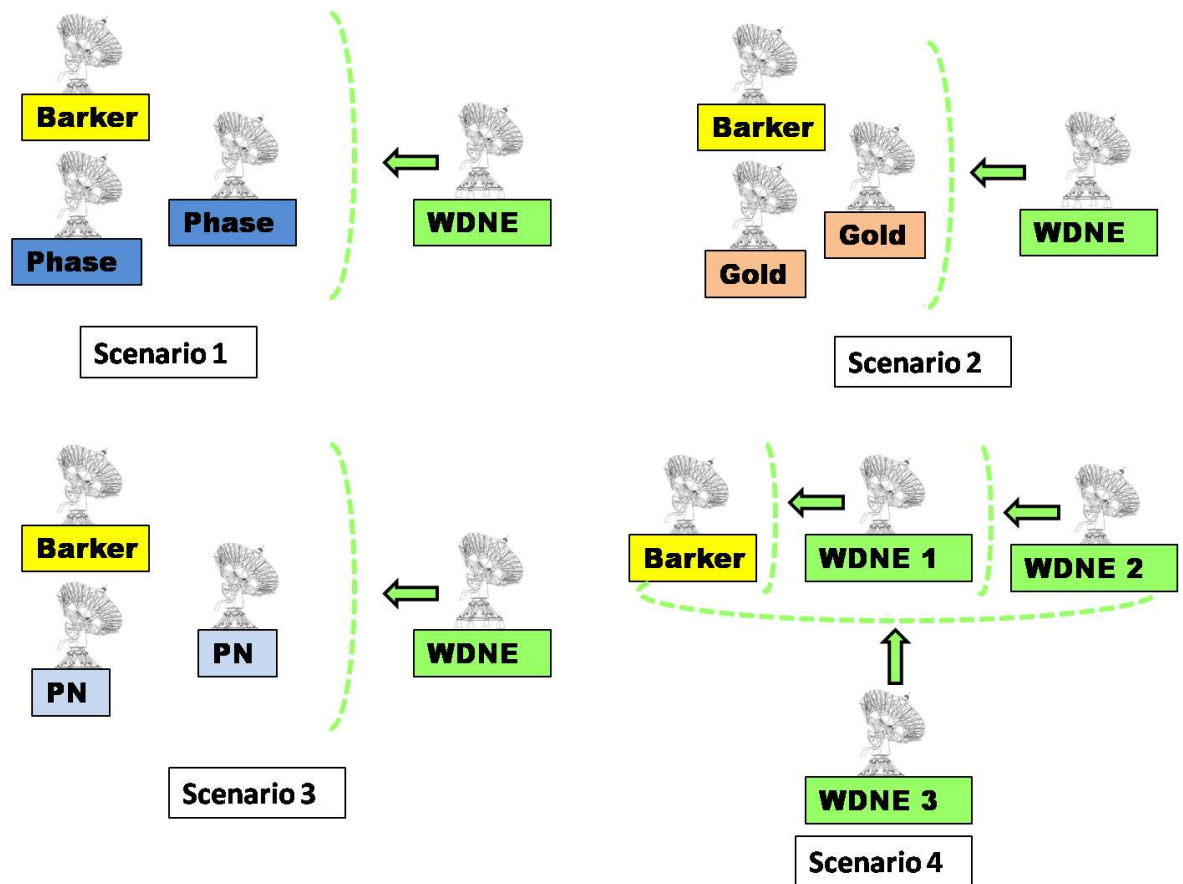 Barker
Phase
WDNE
Phase
Scenario 1
Barker
Gold
WDNE
Gold
Scenario 2
Barker
PN
WDNE
PN
Scenario 3
Barker
WDNE 1
WDNE 2
WDNE 3
Scenario 4